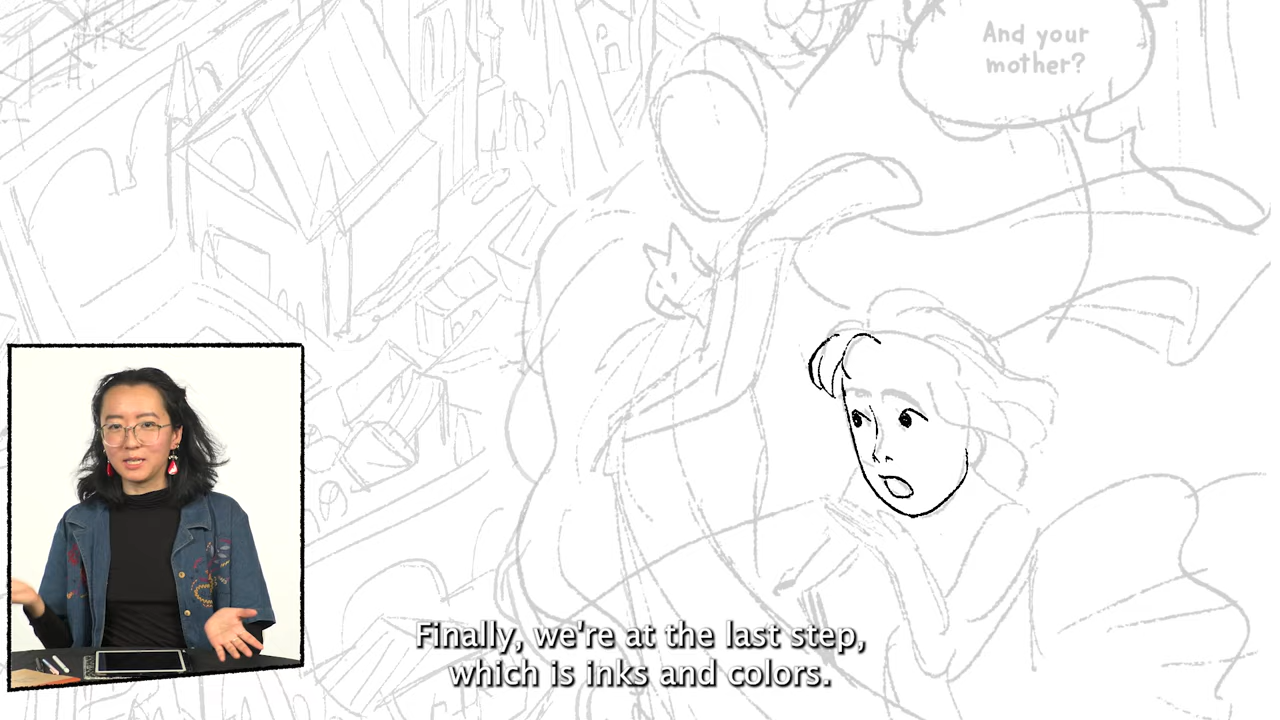 And your
mother?
Finally, we're at the last step,
which is inks and colors.